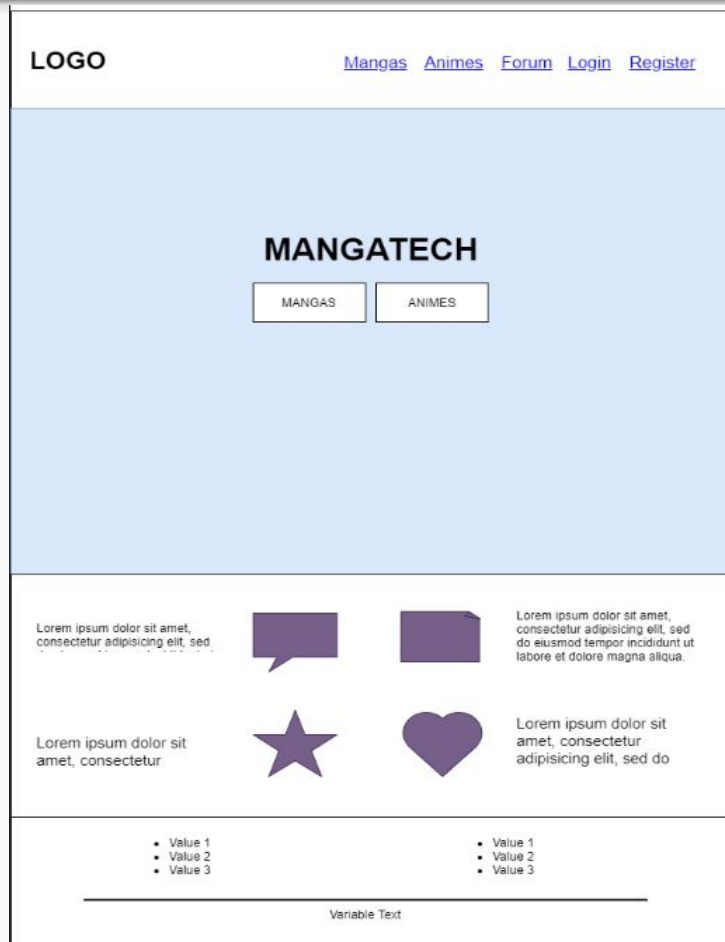 LOGO
Mangas Animes Forum Login Register
MANGATECH
MANGAS ANIMES
Lorem ipsum dolor sit amet,
consectetur adipisicing elit, sed
Lorem ipsum dolor sit amet,
consectetur adipisicing elit, sed
do eiusmod tempor incididunt ut
labore et dolore magna aliqua.
Lorem ipsum dolor sit
amet, consectetur
Lorem ipsum dolor sit
amet, consectetur
adipisicing elit, sed do
Value 1
Value 2
Value 3
Value 1
Value 2
Value 3
Variable Text